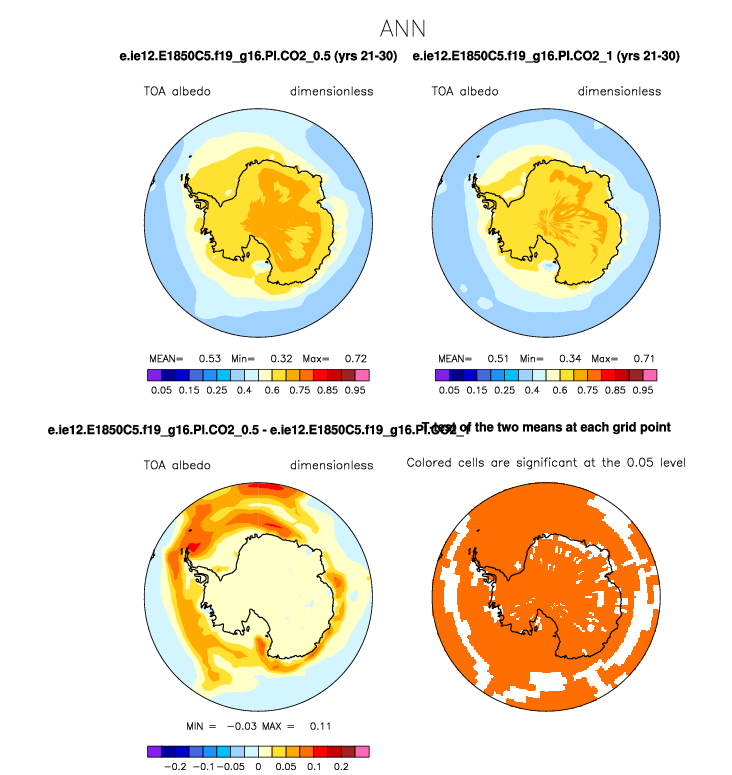 ANN
e.ie12.E1850C5.f19_g16.PI.CO2_0.5 (yrs 21-30) e.ie12.E1850C5.f19_g16.PI.CO2_1 (yrs 21-30)
TOA albedo dimensionless TOA albedo dimensionless
MEAN= 0.53 Min= 0.32 Max= 0.72 MEAN= 0.51 Min= 0.34 Max= 0.71
0.05 0.15 0.25 0.4 0.6 0.75 0.85 0.95 0.05 0.15 0.25 0.4 0.6 0.75 0.85 0.95
e.ie12.E1850C5.f19_g16.PI.CO2_0.5 - e.ie12.E1850C5.f19_g16.PI.CO2_1 T-test of the two means at each grid point
TOA albedo dimensionless Colored cells are significant at the 0.05 level
MIN = -0.03 MAX = 0.11
-0.2 -0.1 -0.05 0 0.05 0.1 0.2